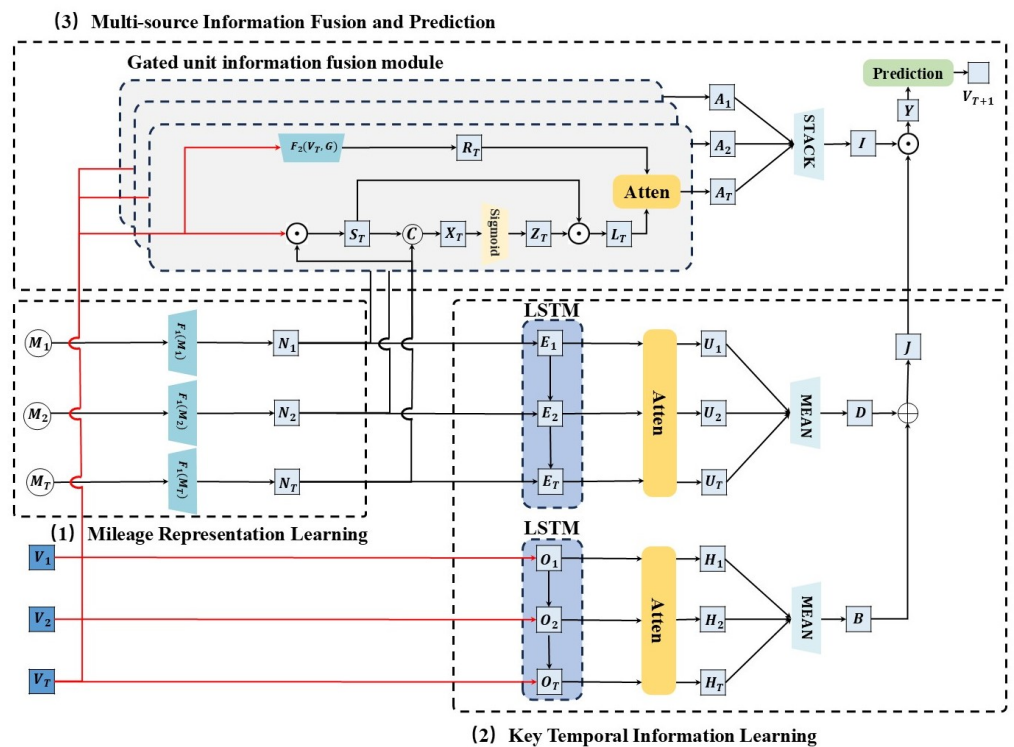 (3) Multi-source Information Fusion and Prediction
Gated unit information fusion module
Prediction
V_{T+1}
A_1
Y
F_2(V_T, G)
R_T
A_2
STACK
I
Atten
A_T
S_T
C
X_T
Sigmoid
Z_T
L_T
LSTM
M_1
F_1(M_1)
N_1
E_1
U_1
J
M_2
F_1(M_2)
N_2
E_2
Atten
U_2
MEAN
D
M_T
F_1(M_T)
N_T
E_T
U_T
(1) Mileage Representation Learning
LSTM
V_1
O_1
H_1
V_2
O_2
Atten
H_2
MEAN
B
V_T
O_T
H_T
(2) Key Temporal Information Learning